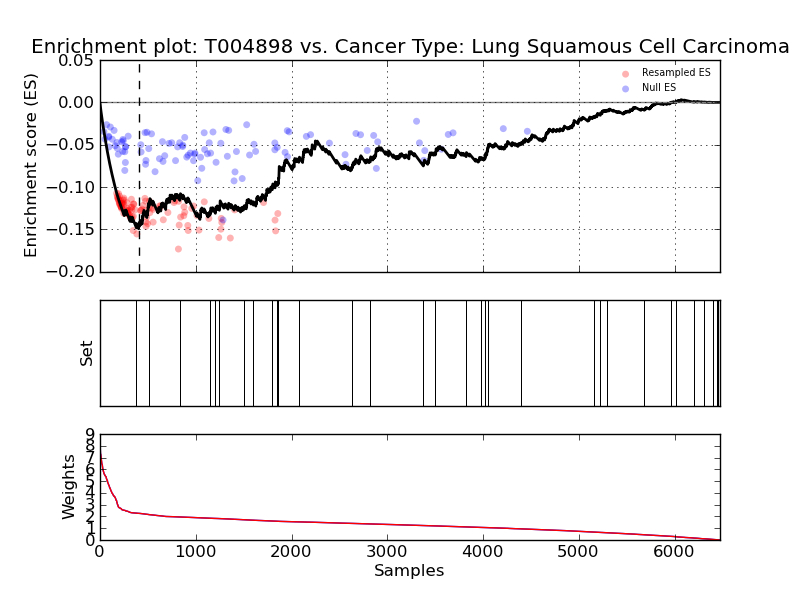 Enrichment plot: T004898 vs. Cancer Type: Lung Squamous Cell Carcinoma
0.05
0.00
−0.05
−0.10
−0.15
−0.20
Enrichment score (ES)
Resampled ES
Null ES
Set
9
8
7
6
5
4
3
2
1
0
Weights
0 1000 2000 3000 4000 5000 6000
Samples